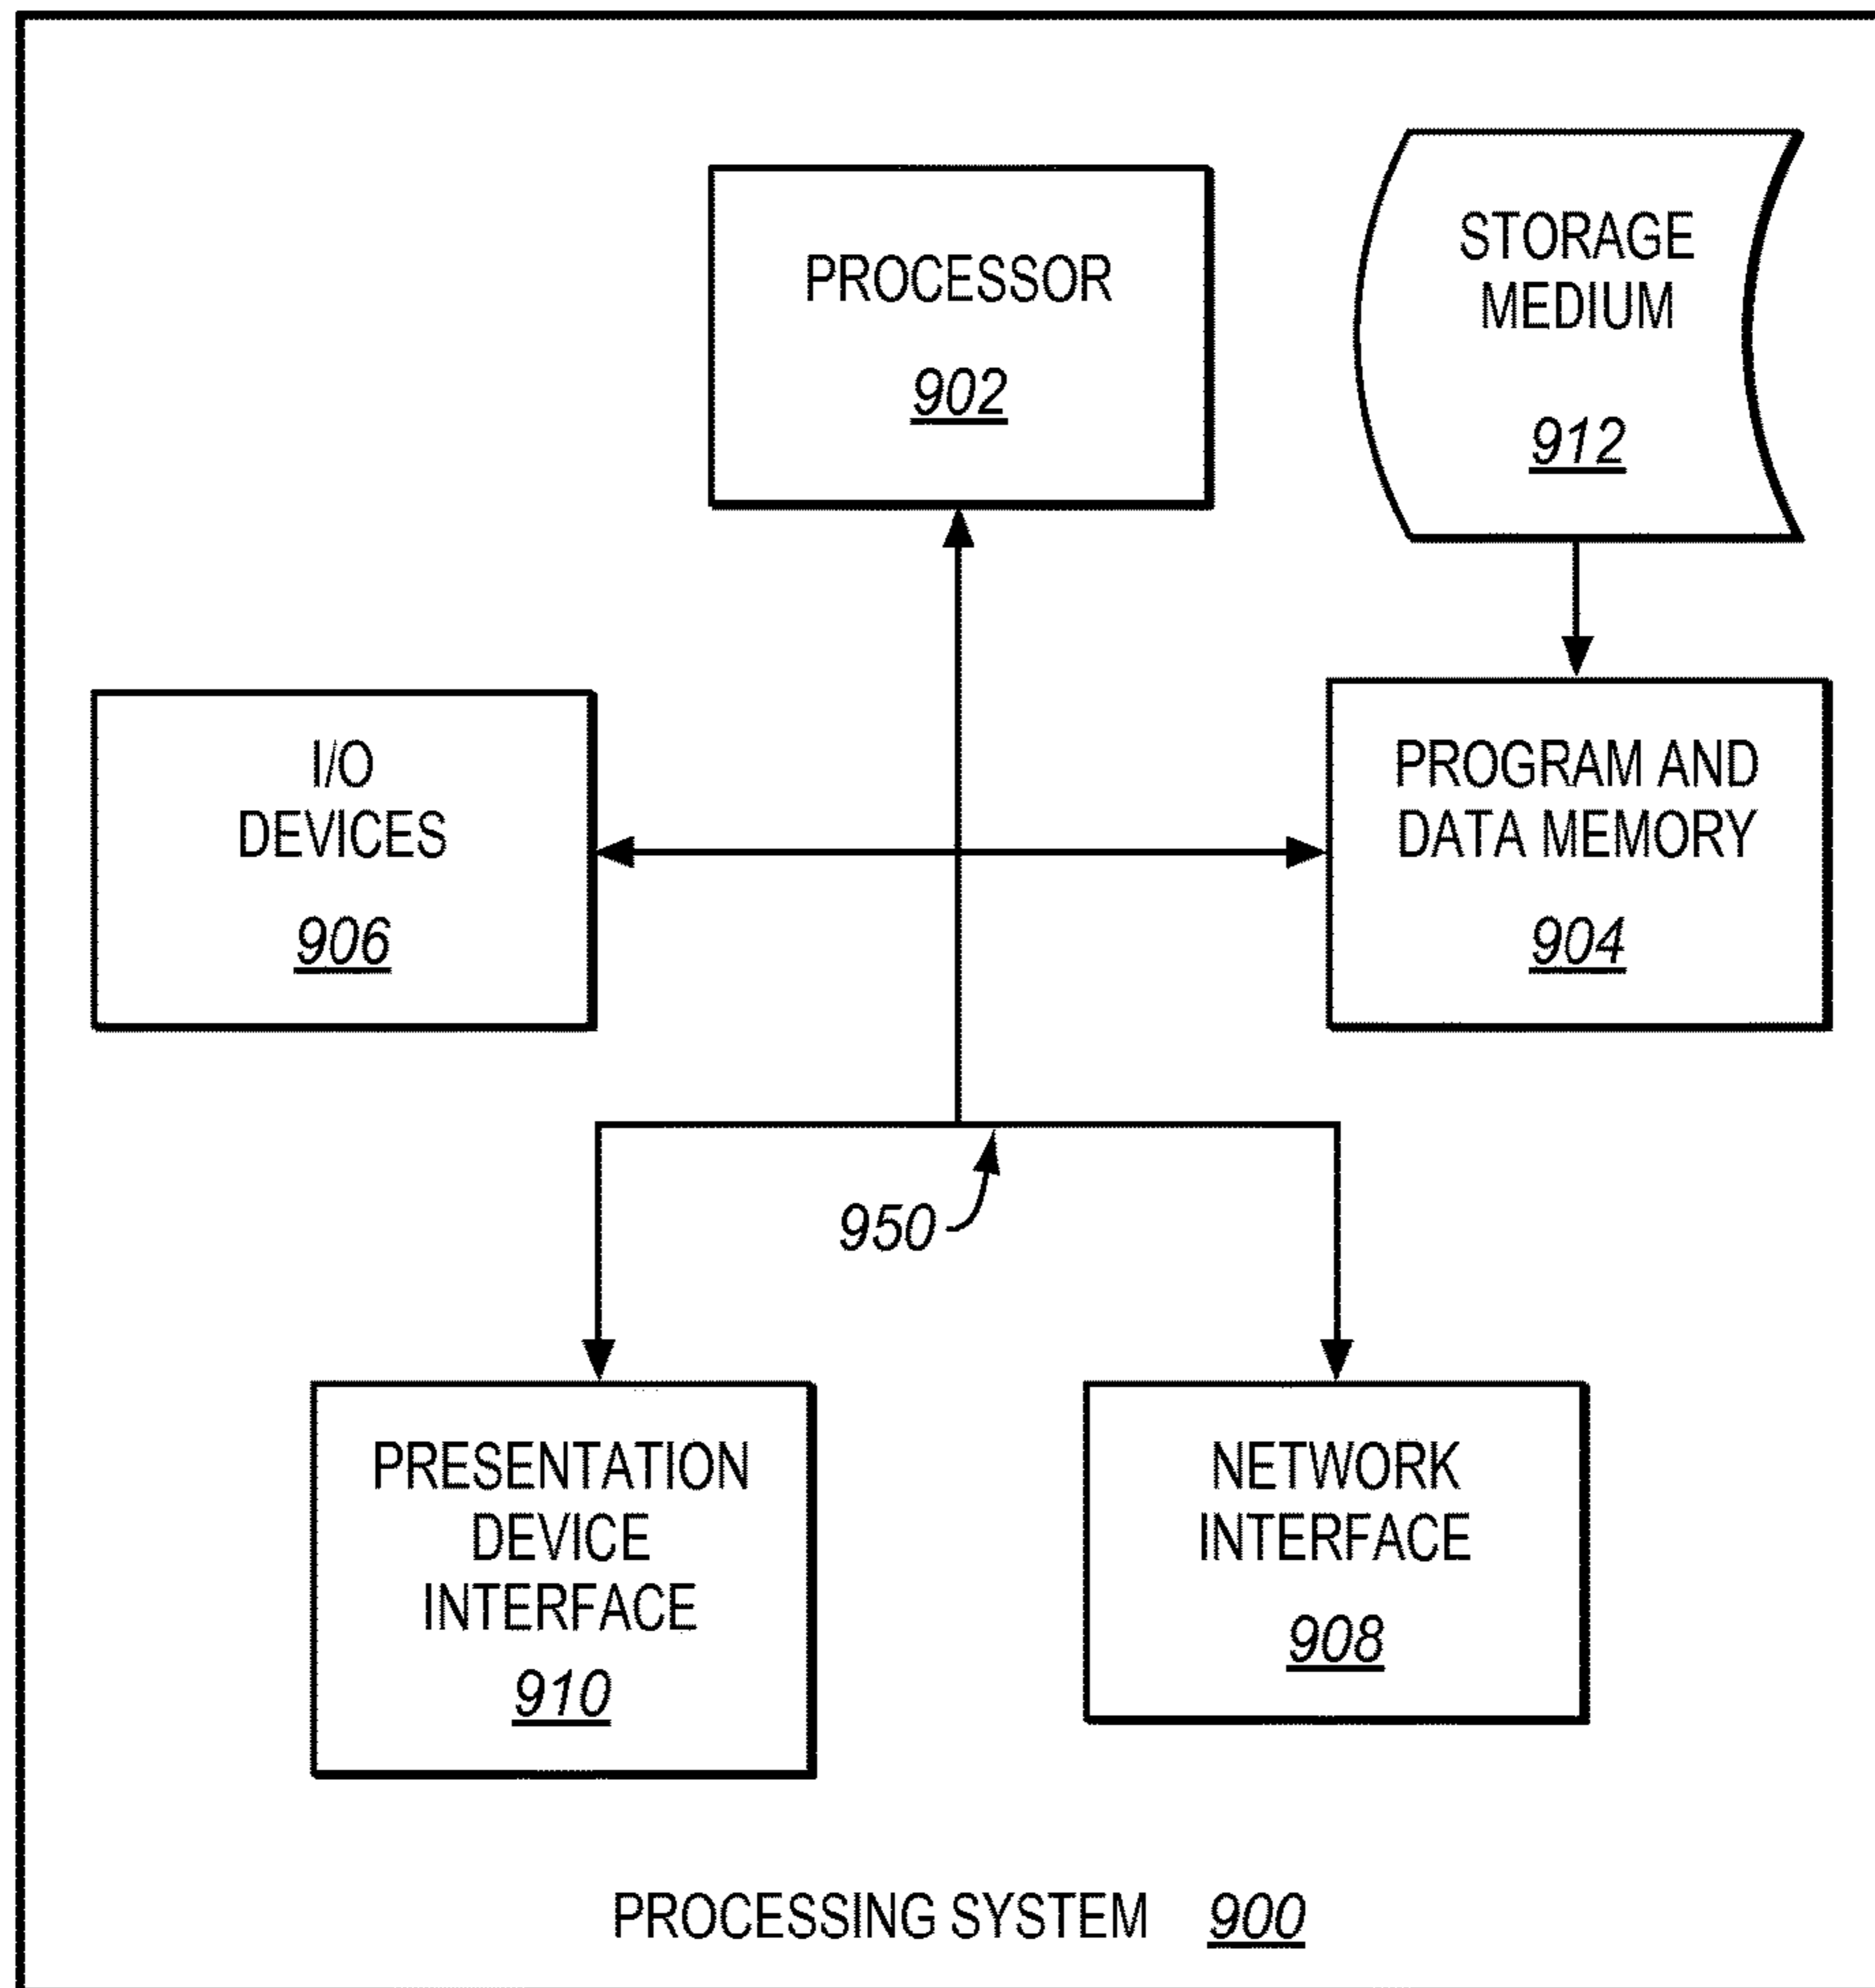 PROCESSOR
902
STORAGE
MEDIUM
912
I/O
DEVICES
906
PROGRAM AND
DATA MEMORY
904
950
PRESENTATION
DEVICE
INTERFACE
910
NETWORK
INTERFACE
908
PROCESSING SYSTEM 900